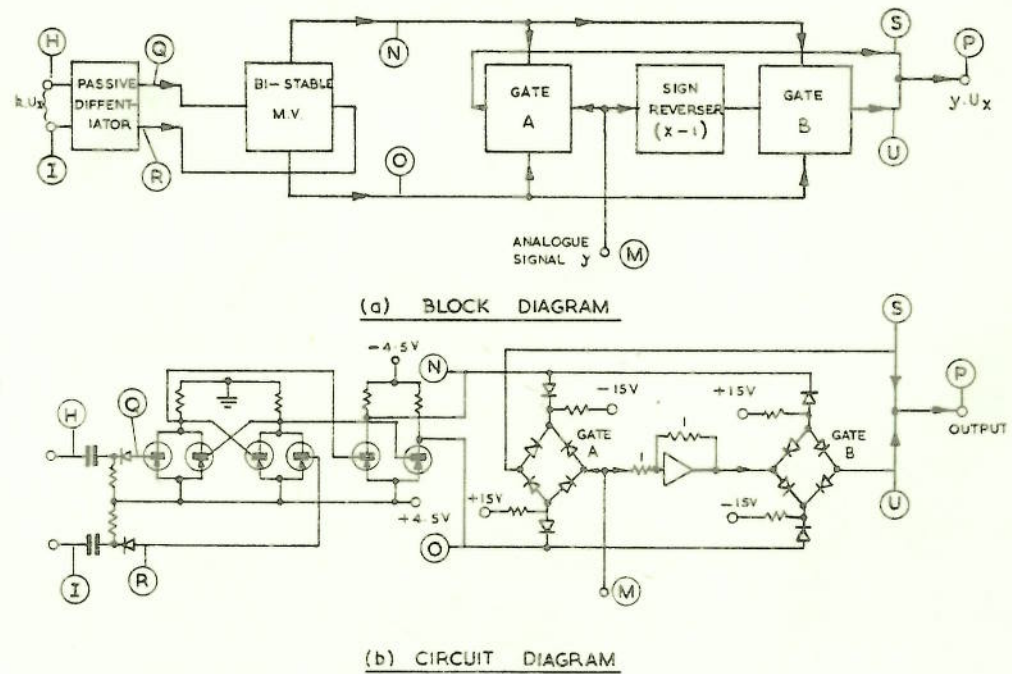 H
Q
N
S
P
k.Ux
PASSIVE
DIFFENT-
IATOR
BI-STABLE
M.V.
GATE
A
SIGN
REVERSER
(x-1)
GATE
B
y.Ux
I
R
O
U
ANALOGUE
SIGNAL y
M
(a) BLOCK DIAGRAM
S
-4.5V
N
-15V
+15V
P
H
Q
GATE
A
1
1
GATE
B
OUTPUT
+15V
-15V
+4.5V
U
I
R
O
M
(b) CIRCUIT DIAGRAM